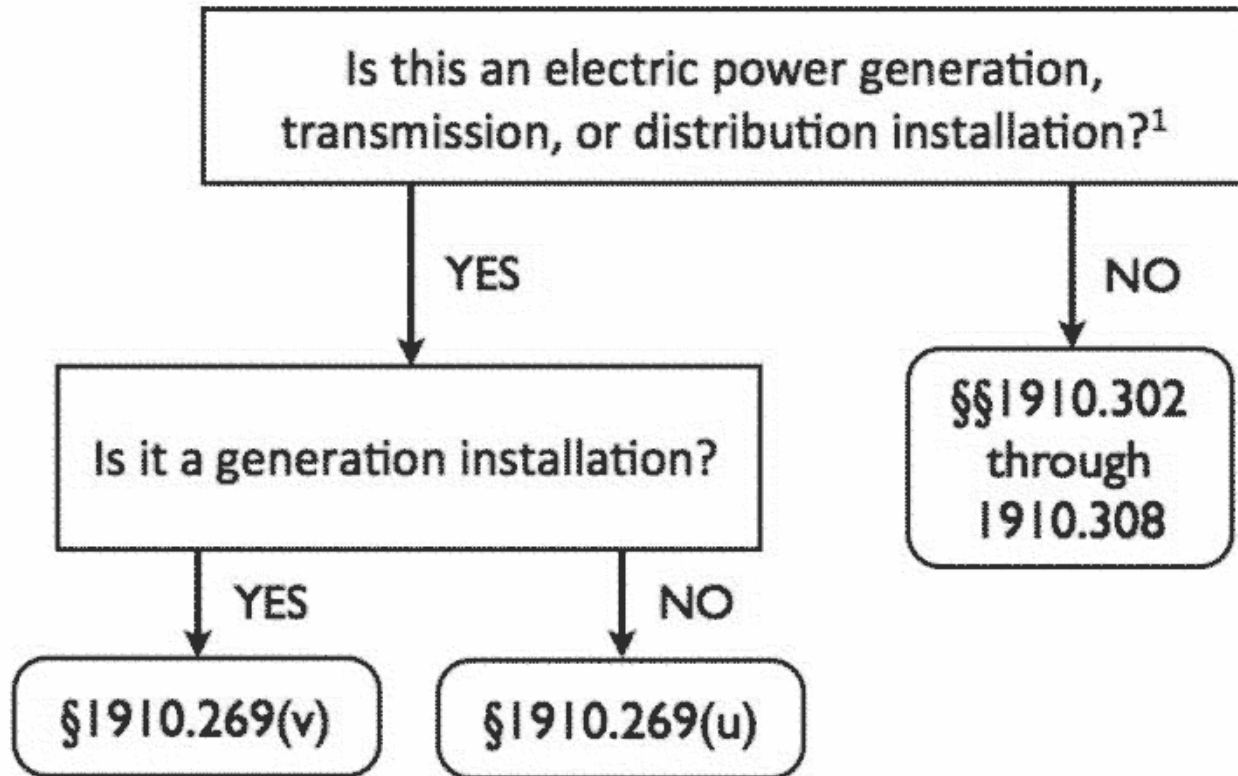 Is this an electric power generation,
transmission, or distribution installation?¹
YES
NO
Is it a generation installation?
§§1910.302
through
1910.308
YES
NO
§1910.269(v)
§1910.269(u)